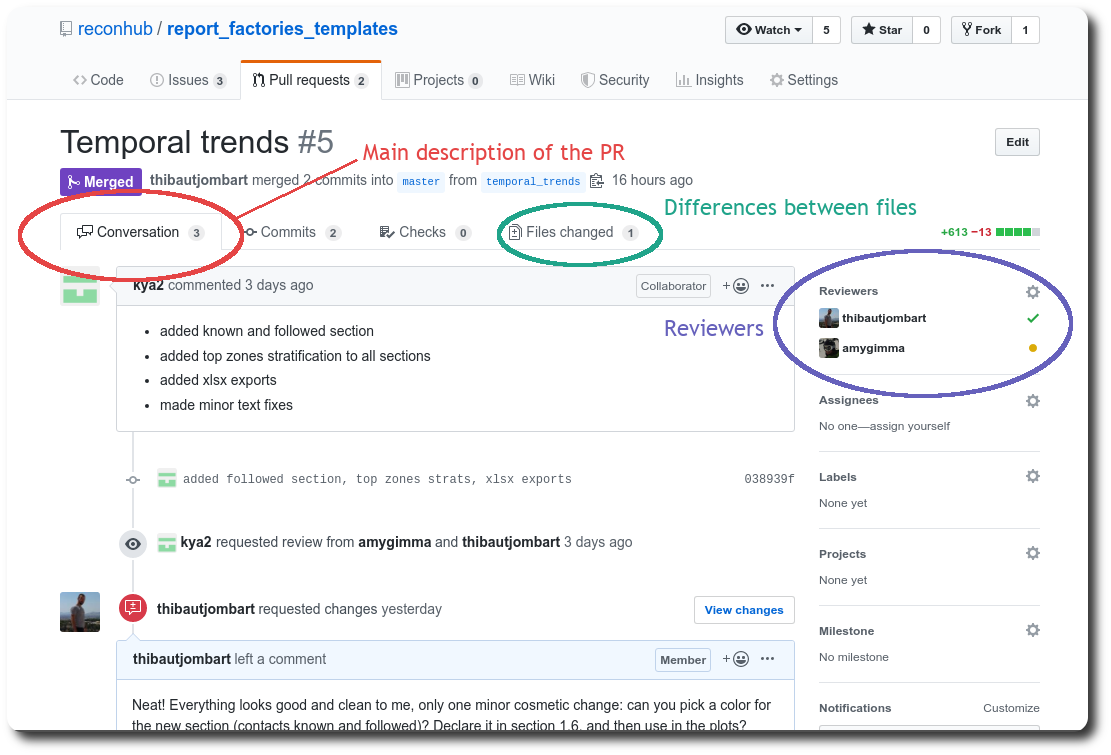 reconhub / report_factories_templates
Watch 5 Star 0 Fork 1
Code Issues 3 Pull requests 2 Projects 0 Wiki Security Insights Settings
Temporal trends #5
Edit
Main description of the PR
Merged thibautjombart merged 2 commits into master from temporal_trends 16 hours ago
Differences between files
Conversation 3 Commits 2 Checks 0 Files changed 1
+613 −13
kya2 commented 3 days ago Collaborator
added known and followed section
added top zones stratification to all sections
added xlsx exports
made minor text fixes
Reviewers
Reviewers
thibautjombart
amygimma
Assignees
No one—assign yourself
added followed section, top zones strats, xlsx exports 038939f
Labels
None yet
kya2 requested review from amygimma and thibautjombart 3 days ago
Projects
None yet
thibautjombart requested changes yesterday View changes
Milestone
No milestone
thibautjombart left a comment Member
Neat! Everything looks good and clean to me, only one minor cosmetic change: can you pick a color for
the new section (contacts known and followed)? Declare it in section 1.6, and then use in the plots?
Notifications Customize